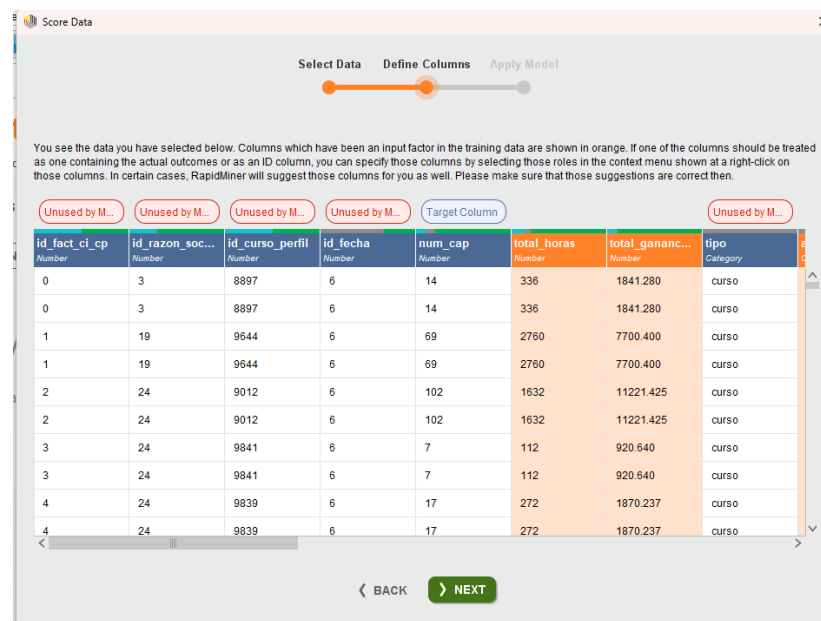 Score Data
Select Data Define Columns Apply Model
You see the data you have selected below. Columns which have been an input factor in the training data are shown in orange. If one of the columns should be treated
as one containing the actual outcomes or as an ID column, you can specify those columns by selecting those roles in the context menu shown at a right-click on
those columns. In certain cases, RapidMiner will suggest those columns for you as well. Please make sure that those suggestions are correct then.
Unused by M... Unused by M... Unused by M... Unused by M... Target Column Unused by M...
id_fact_ci_cp id_razon_soc... id_curso_perfil id_fecha num_cap total_horas total_gananc... tipo
Number Number Number Number Number Number Number Category
0 3 8897 6 14 336 1841.280 curso
0 3 8897 6 14 336 1841.280 curso
1 19 9644 6 69 2760 7700.400 curso
1 19 9644 6 69 2760 7700.400 curso
2 24 9012 6 102 1632 11221.425 curso
2 24 9012 6 102 1632 11221.425 curso
3 24 9841 6 7 112 920.640 curso
3 24 9841 6 7 112 920.640 curso
4 24 9839 6 17 272 1870.237 curso
4 24 9839 6 17 272 1870.237 curso
BACK NEXT